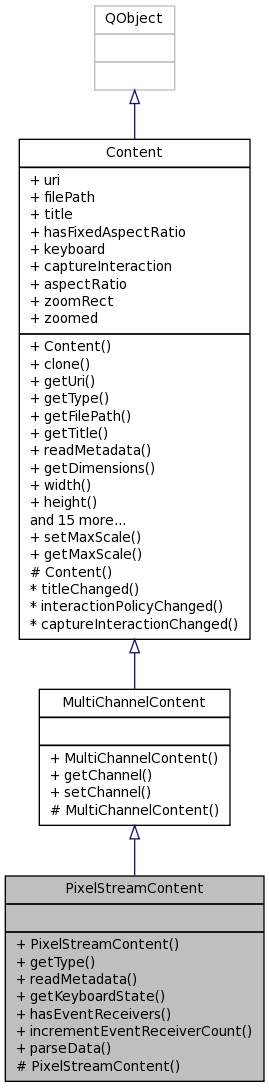 QObject
Content
+ uri
+ filePath
+ title
+ hasFixedAspectRatio
+ keyboard
+ captureInteraction
+ aspectRatio
+ zoomRect
+ zoomed
+ Content()
+ clone()
+ getUri()
+ getType()
+ getFilePath()
+ getTitle()
+ readMetadata()
+ getDimensions()
+ width()
+ height()
and 15 more...
+ setMaxScale()
+ getMaxScale()
# Content()
* titleChanged()
* interactionPolicyChanged()
* captureInteractionChanged()
MultiChannelContent
+ MultiChannelContent()
+ getChannel()
+ setChannel()
# MultiChannelContent()
PixelStreamContent
+ PixelStreamContent()
+ getType()
+ readMetadata()
+ getKeyboardState()
+ hasEventReceivers()
+ incrementEventReceiverCount()
+ parseData()
# PixelStreamContent()